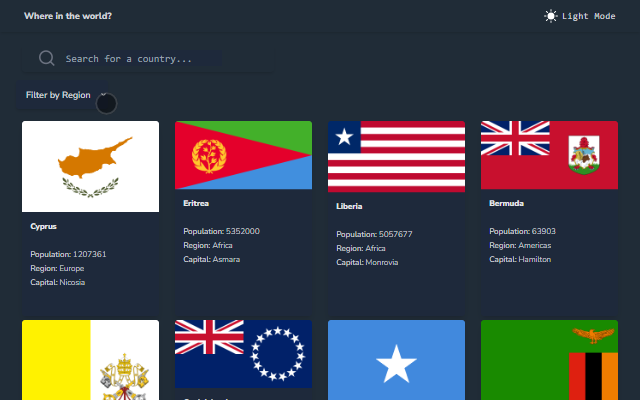 Where in the world?
Light Mode
Search for a country...
Filter by Region
Cyprus
Population: 1207361
Region: Europe
Capital: Nicosia
Eritrea
Population: 5352000
Region: Africa
Capital: Asmara
Liberia
Population: 5057677
Region: Africa
Capital: Monrovia
Bermuda
Population: 63903
Region: Americas
Capital: Hamilton